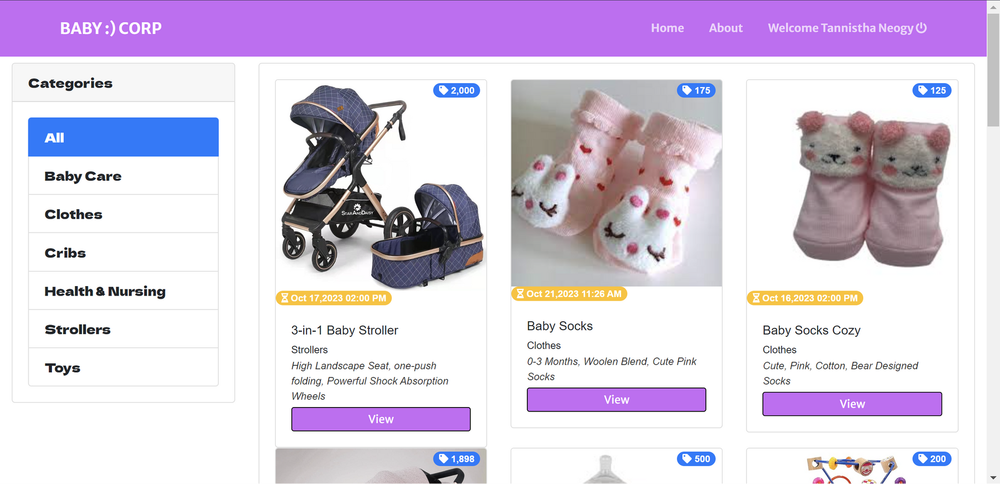 BABY :) CORP
Home
About
Welcome Tannistha Neogy
Categories
All
Baby Care
Clothes
Cribs
Health & Nursing
Strollers
Toys
2,000
STARANDDAISY
Oct 17,2023 02:00 PM
3-in-1 Baby Stroller
Strollers
High Landscape Seat, one-push
folding, Powerful Shock Absorption
Wheels
View
175
Oct 21,2023 11:26 AM
Baby Socks
Clothes
0-3 Months, Woolen Blend, Cute Pink
Socks
View
125
Oct 16,2023 02:00 PM
Baby Socks Cozy
Clothes
Cute, Pink, Cotton, Bear Designed
Socks
View
1,898
500
200